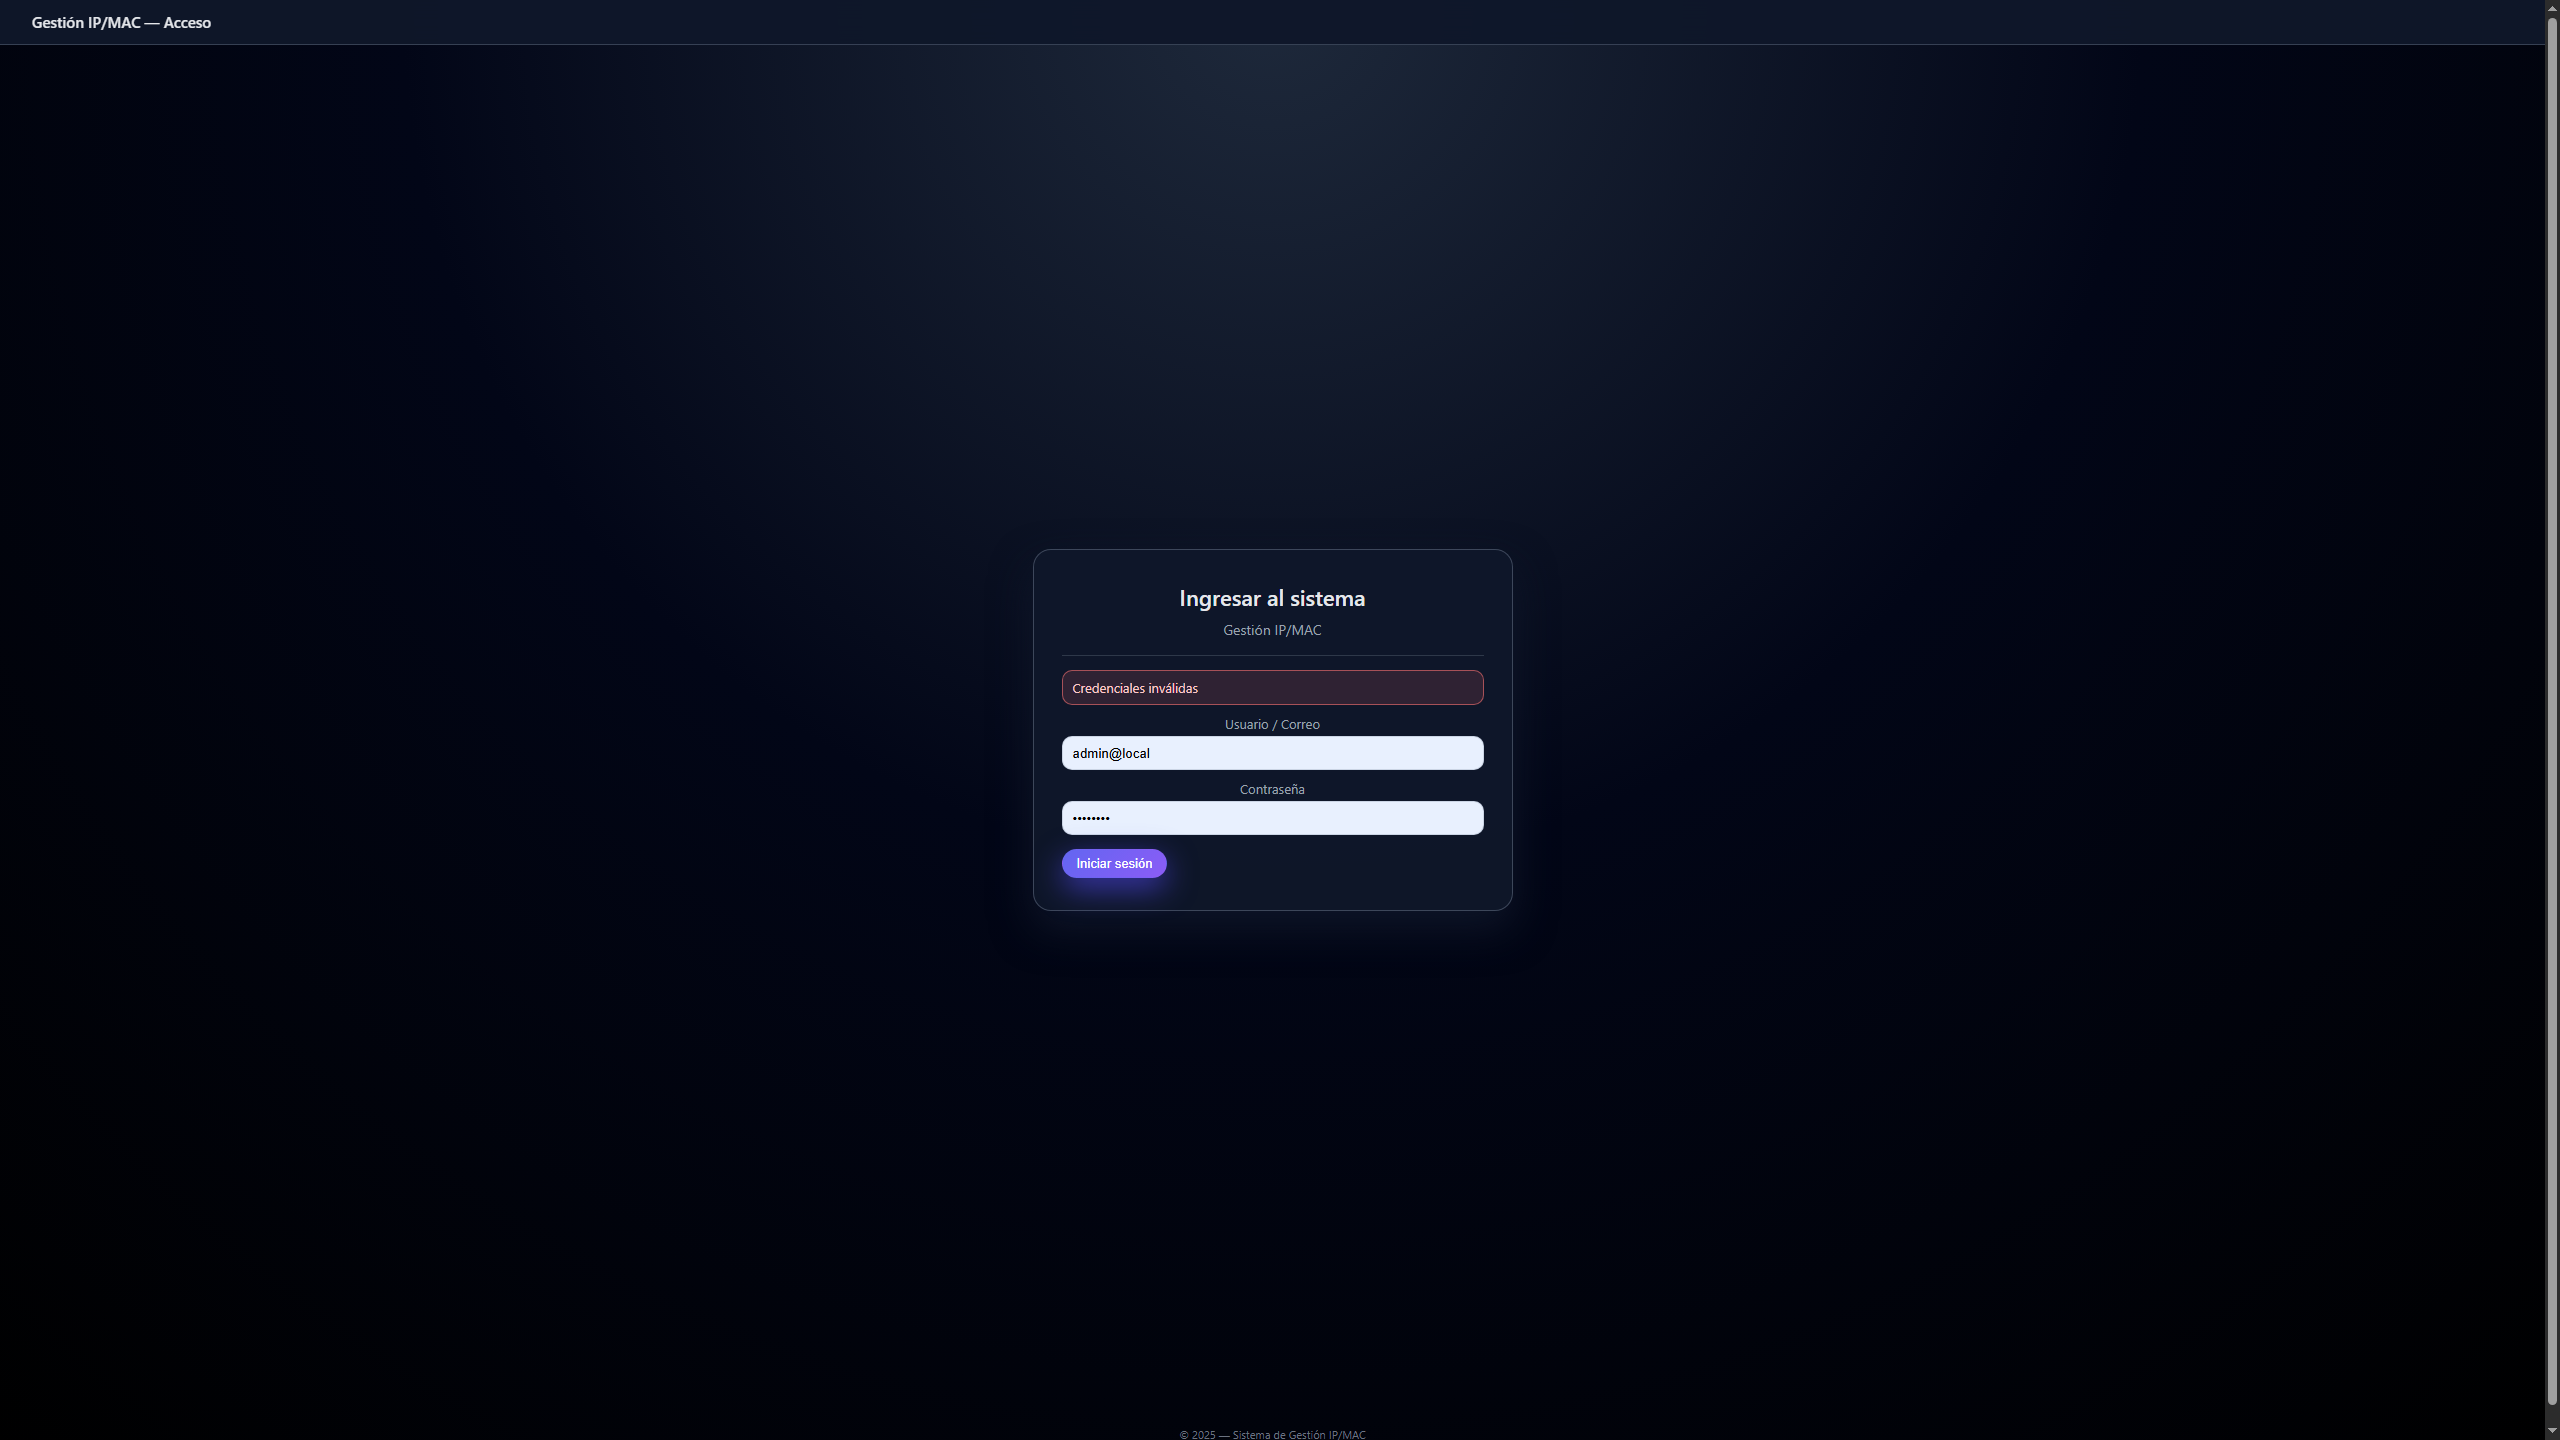 Gestión IP/MAC — Acceso
Ingresar al sistema
Gestión IP/MAC
Credenciales inválidas
Usuario / Correo
admin@local
Contraseña
••••••••
Iniciar sesión
© 2025 — Sistema de Gestión IP/MAC